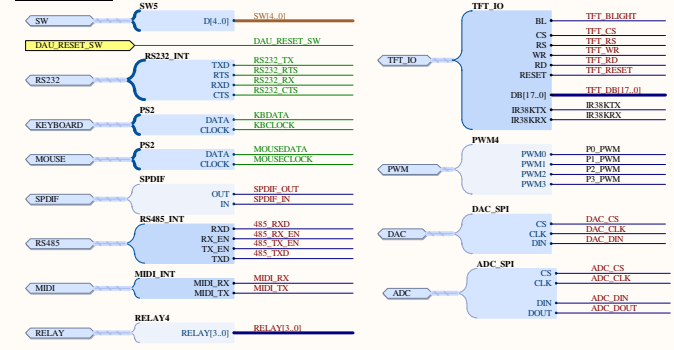 SW5
SW D[4..0] SW[4..0]
DAU_RESET_SW DAU_RESET_SW
RS232_INT
RS232
TXD RS232_TX
RTS RS232_RTS
RXD RS232_RX
CTS RS232_CTS
PS2
KEYBOARD
DATA KBDATA
CLOCK KBCLOCK
PS2
MOUSE
DATA MOUSEDATA
CLOCK MOUSECLOCK
SPDIF
SPDIF
OUT SPDIF_OUT
IN SPDIF_IN
RS485_INT
RS485
RXD 485_RXD
RX_EN 485_RX_EN
TX_EN 485_TX_EN
TXD 485_TXD
MIDI_INT
MIDI
MIDI_RX MIDI_RX
MIDI_TX MIDI_TX
RELAY4
RELAY RELAY[3..0] RELAY[3..0]
TFT_IO
TFT_IO
BL TFT_BLIGHT
CS TFT_CS
RS TFT_RS
WR TFT_WR
RD TFT_RD
RESET TFT_RESET
DB[17..0] TFT_DB[17..0]
IR38KTX IR38KTX
IR38KRX IR38KRX
PWM4
PWM
PWM0 P0_PWM
PWM1 P1_PWM
PWM2 P2_PWM
PWM3 P3_PWM
DAC_SPI
DAC
CS DAC_CS
CLK DAC_CLK
DIN DAC_DIN
ADC_SPI
ADC
CS ADC_CS
CLK ADC_CLK
DIN ADC_DIN
DOUT ADC_DOUT